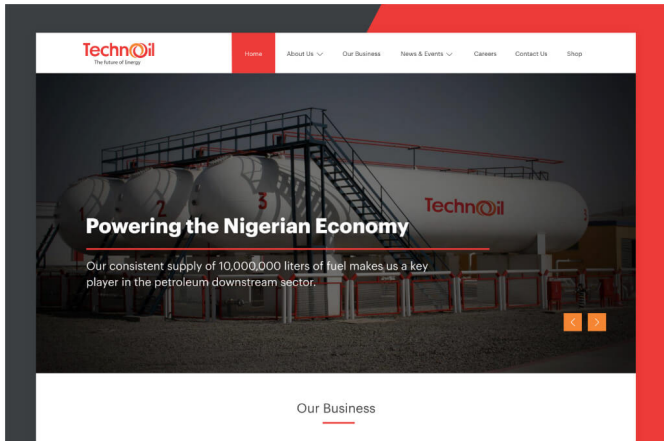 TechnOil
The future of Energy
Home
About Us
Our Business
News & Events
Careers
Contact Us
Shop
1
2
3
TechnOil
3
Powering the Nigerian Economy
Our consistent supply of 10,000,000 liters of fuel makes us a key
player in the petroleum downstream sector.
Our Business